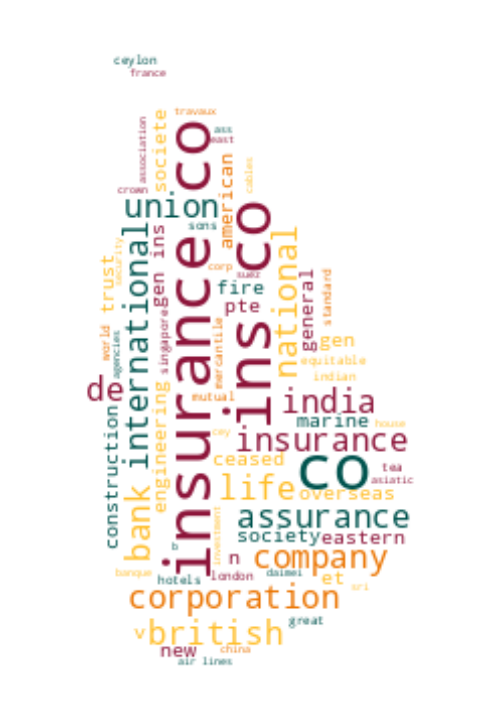 ceylon
france
travaux
ass
east
association
societe
insurance co
crown
union
sons
american
cables
ins co
international
gen ins
trust
security
corp
suez
fire
pte
national
general
standard
singapore
mercantile
world
agencies
gen
equitable
indian
de
mutual
india
marine
house
engineering
construction
cey
insurance
ceased
co
tea
asiatic
bank
life
overseas
investment
assurance
society
eastern
b
n
company
banque
hotels
london
daimei
et
sri
corporation
great
v
british
new
china
air lines